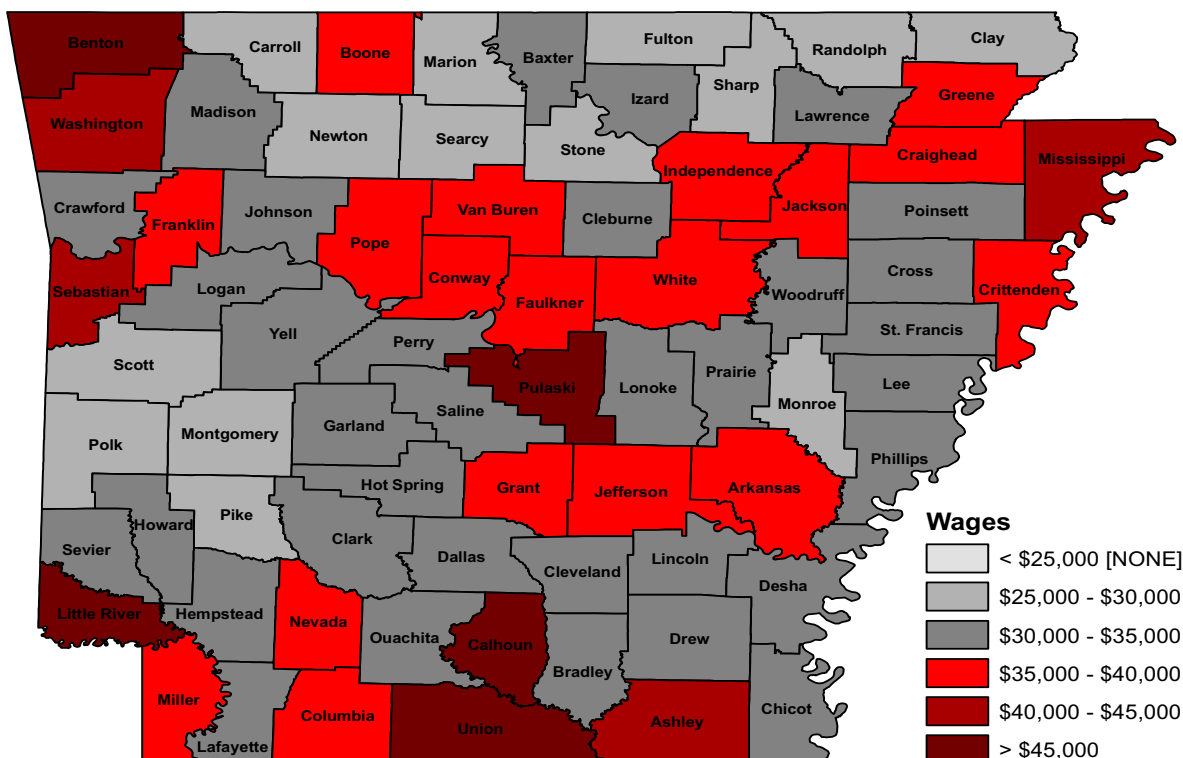 Benton
Carroll
Boone
Marion
Baxter
Fulton
Randolph
Clay
Sharp
Izard
Greene
Madison
Washington
Lawrence
Newton
Searcy
Stone
Craighead
Mississippi
Independence
Crawford
Franklin
Johnson
Pope
Van Buren
Cleburne
Jackson
Poinsett
Sebastian
Logan
Conway
Faulkner
White
Woodruff
Cross
Crittenden
Yell
Perry
St. Francis
Scott
Pulaski
Lonoke
Prairie
Lee
Saline
Garland
Monroe
Polk
Montgomery
Phillips
Hot Spring
Grant
Jefferson
Arkansas
Pike
Howard
Clark
Sevier
Dallas
Cleveland
Lincoln
Desha
Little River
Hempstead
Nevada
Ouachita
Calhoun
Bradley
Drew
Miller
Columbia
Union
Ashley
Chicot
Lafayette
Wages
< $25,000 [NONE]
$25,000 - $30,000
$30,000 - $35,000
$35,000 - $40,000
$40,000 - $45,000
> $45,000